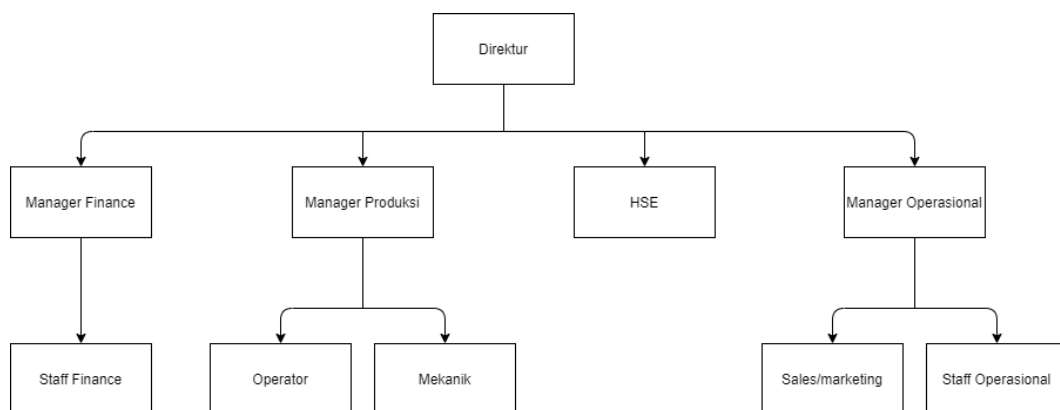 Direktur
Manager Finance
Manager Produksi
HSE
Manager Operasional
Staff Finance
Operator
Mekanik
Sales/marketing
Staff Operasional